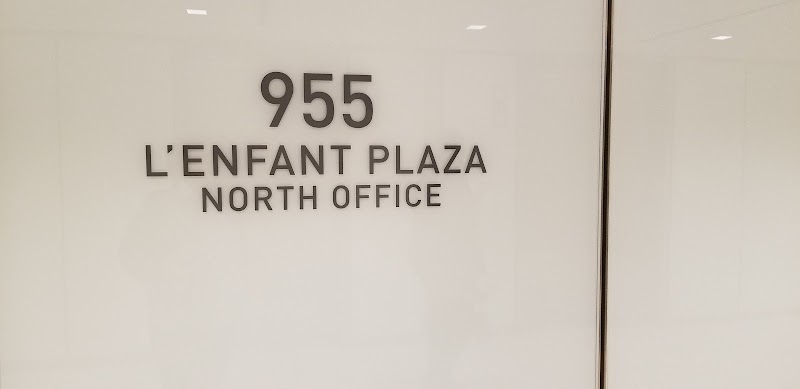 955
L'ENFANT PLAZA
NORTH OFFICE